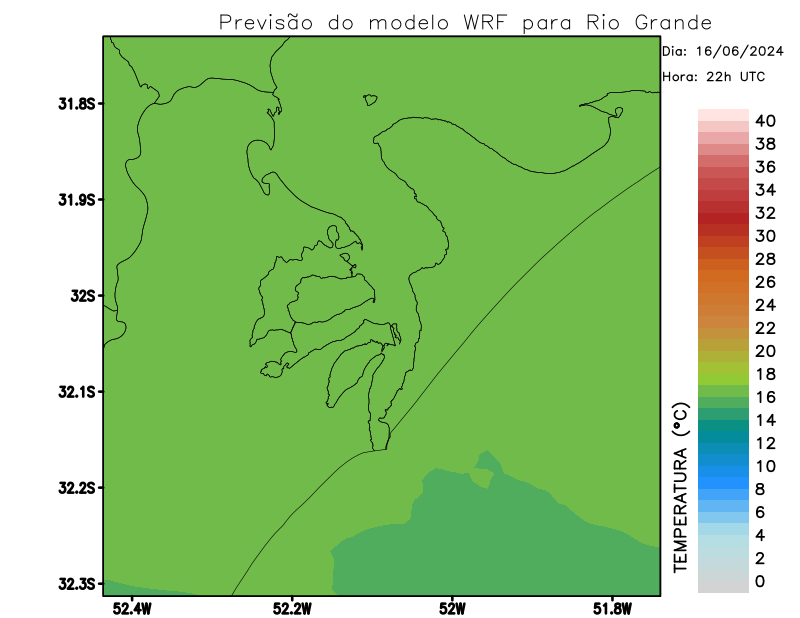 Previsão do modelo WRF para Rio Grande
Dia: 16/06/2024
Hora: 22h UTC
31.8S
31.9S
32S
32.1S
32.2S
32.3S
52.4W
52.2W
52W
51.8W
TEMPERATURA (°C)
40
38
36
34
32
30
28
26
24
22
20
18
16
14
12
10
8
6
4
2
0